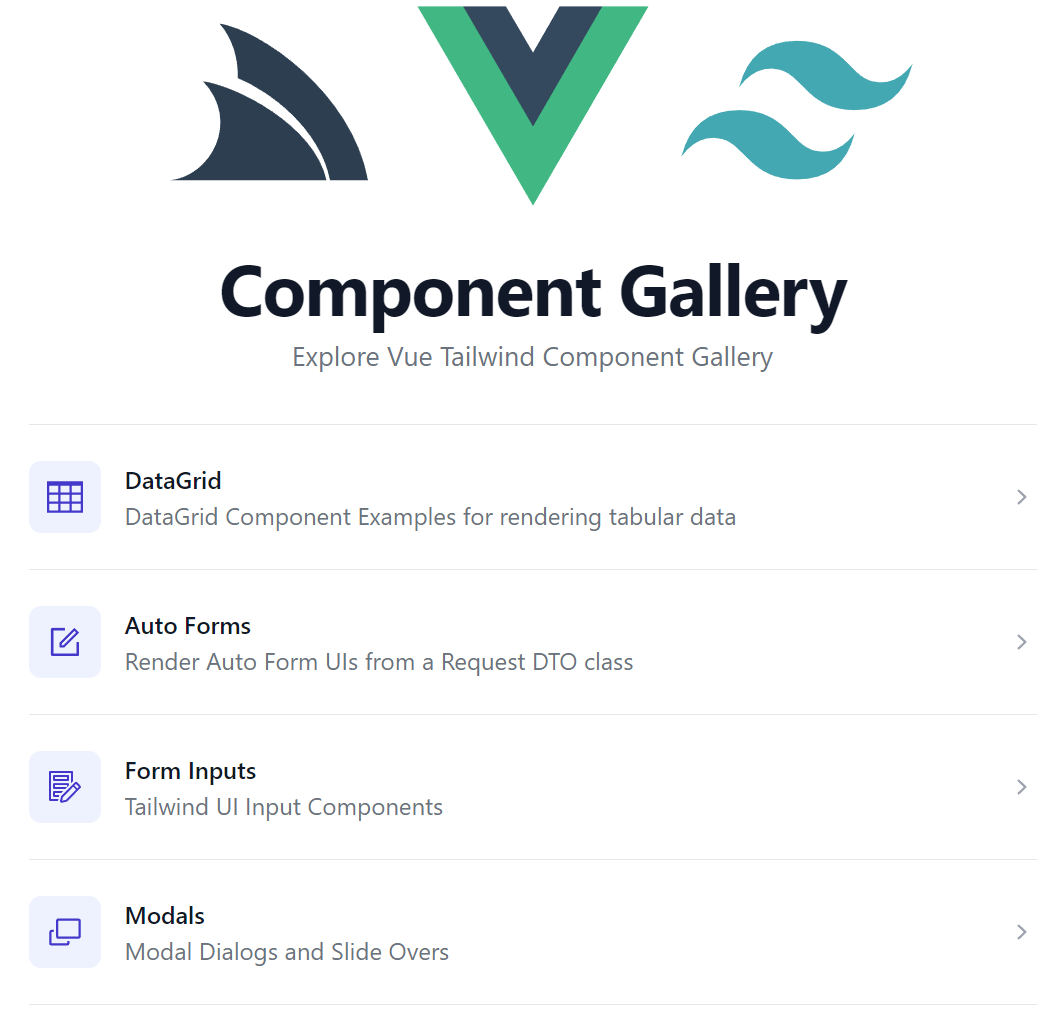 Component Gallery
Explore Vue Tailwind Component Gallery
DataGrid
DataGrid Component Examples for rendering tabular data
Auto Forms
Render Auto Form UIs from a Request DTO class
Form Inputs
Tailwind UI Input Components
Modals
Modal Dialogs and Slide Overs